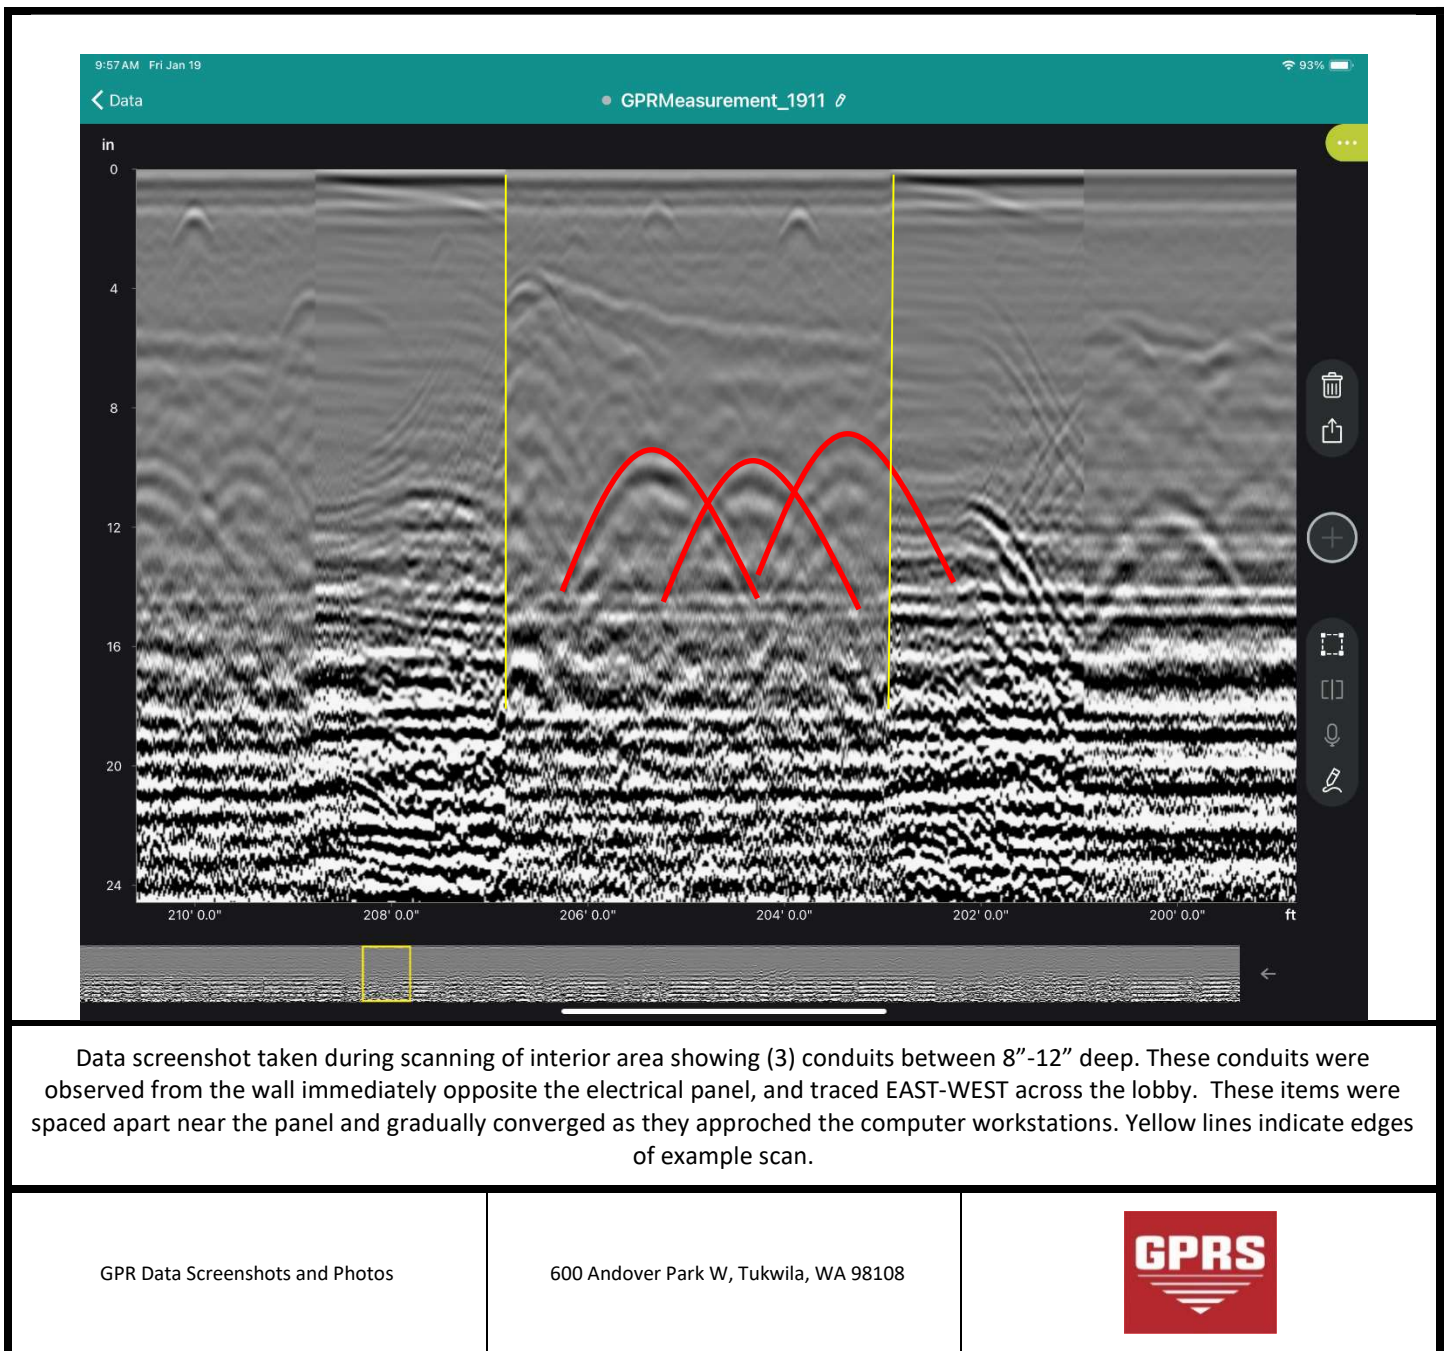 9:57 AM Fri Jan 19
93%
Data
GPRMeasurement_1911
in
0
4
8
12
16
20
24
210' 0.0"
208' 0.0"
206' 0.0"
204' 0.0"
202' 0.0"
200' 0.0"
ft
Data screenshot taken during scanning of interior area showing (3) conduits between 8”-12” deep. These conduits were
observed from the wall immediately opposite the electrical panel, and traced EAST-WEST across the lobby. These items were
spaced apart near the panel and gradually converged as they approched the computer workstations. Yellow lines indicate edges
of example scan.
GPR Data Screenshots and Photos
600 Andover Park W, Tukwila, WA 98108
GPRS